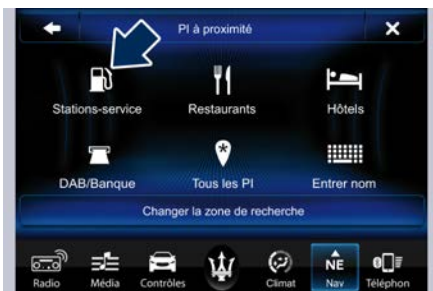 PI à proximité
Stations-service
Restaurants
Hôtels
DAB/Banque
Tous les PI
Entrer nom
Changer la zone de recherche
Radio
Média
Contrôles
Climat
NE
Nav
Téléphon